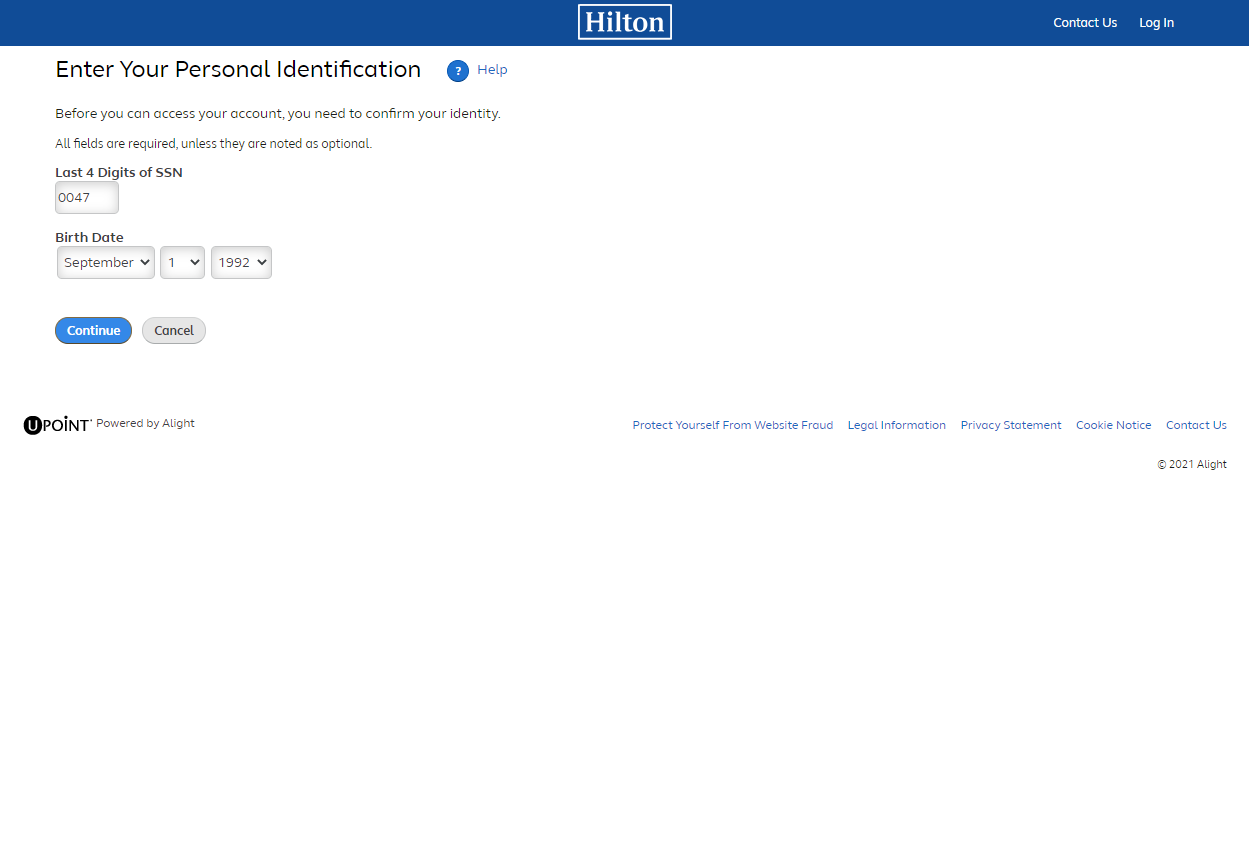 Hilton
Contact Us Log In
Enter Your Personal Identification ? Help
Before you can access your account, you need to confirm your identity.
All fields are required, unless they are noted as optional.
Last 4 Digits of SSN
0047
Birth Date
September 1 1992
Continue Cancel
UPOINT Powered by Alight
Protect Yourself From Website Fraud Legal Information Privacy Statement Cookie Notice Contact Us
© 2021 Alight